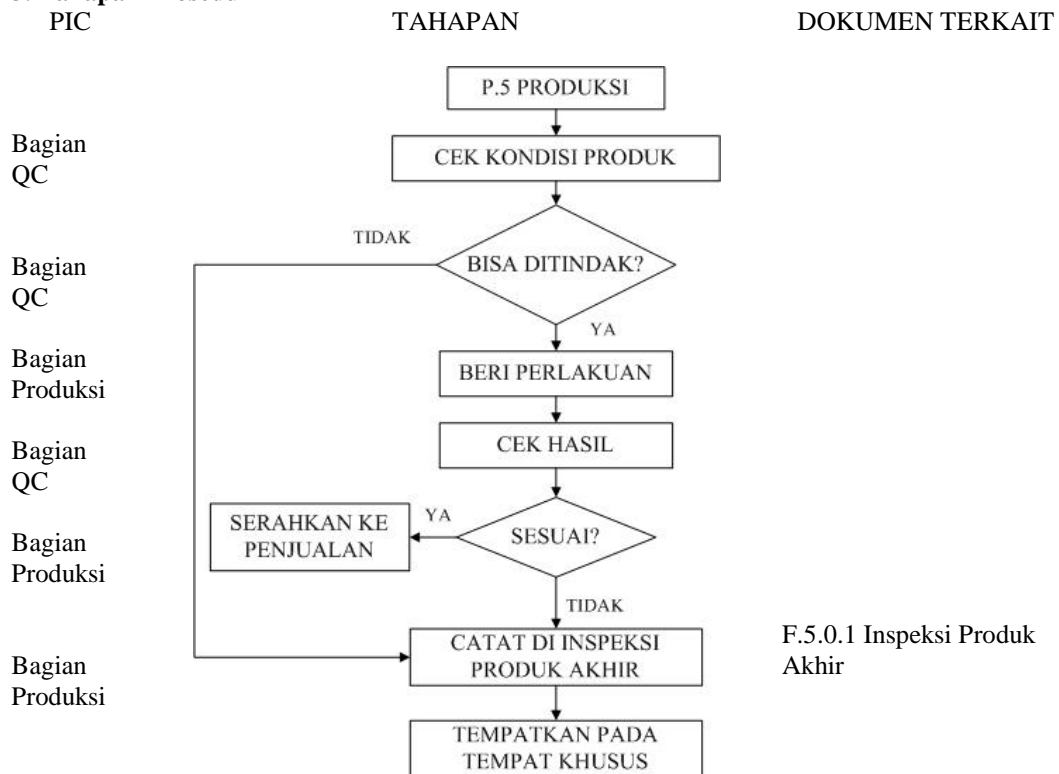 PIC TAHAPAN DOKUMEN TERKAIT
P.5 PRODUKSI
Bagian
QC
CEK KONDISI PRODUK
TIDAK
Bagian
QC
BISA DITINDAK?
YA
Bagian
Produksi
BERI PERLAKUAN
Bagian
QC
CEK HASIL
Bagian
Produksi
SERAHKAN KE
PENJUALAN
YA
SESUAI?
TIDAK
Bagian
Produksi
CATAT DI INSPEKSI
PRODUK AKHIR
F.5.0.1 Inspeksi Produk
Akhir
TEMPATKAN PADA
TEMPAT KHUSUS